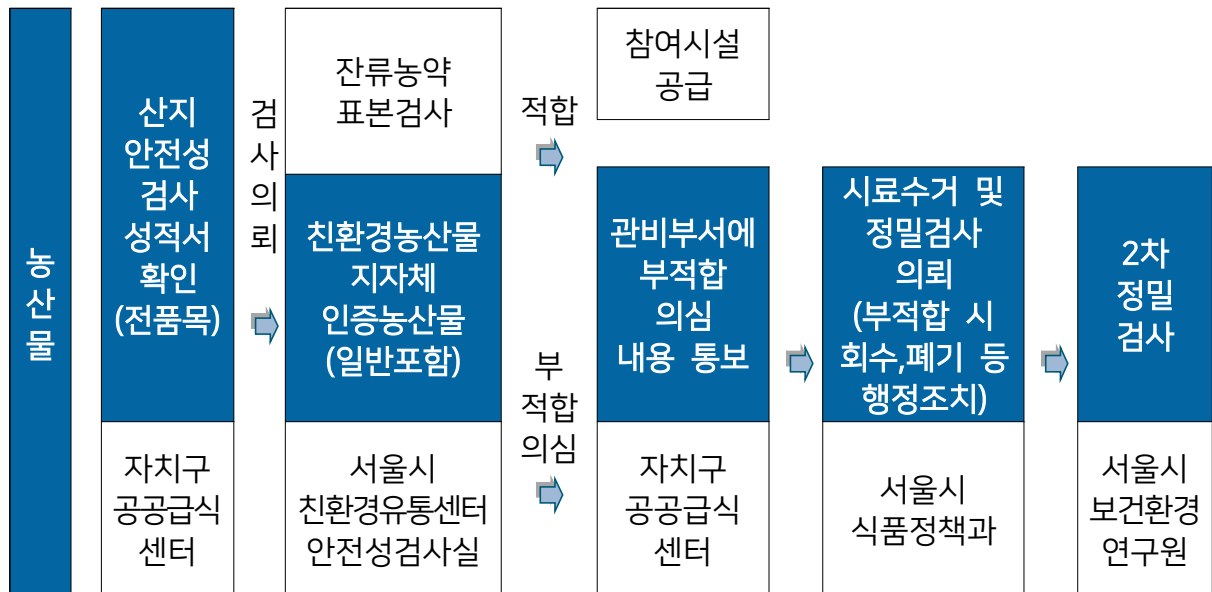 농
산
물
산지
안전성
검사
성적서
확인
(전품목)
자치구
공공급식
센터
검
사
의
뢰
잔류농약
표본검사
친환경농산물
지자체
인증농산물
(일반포함)
서울시
친환경유통센터
안전성검사실
적합
부
적합
의심
참여시설
공급
관비부서에
부적합
의심
내용 통보
자치구
공공급식
센터
시료수거 및
정밀검사
의뢰
(부적합 시
회수,폐기 등
행정조치)
서울시
식품정책과
2차
정밀
검사
서울시
보건환경
연구원